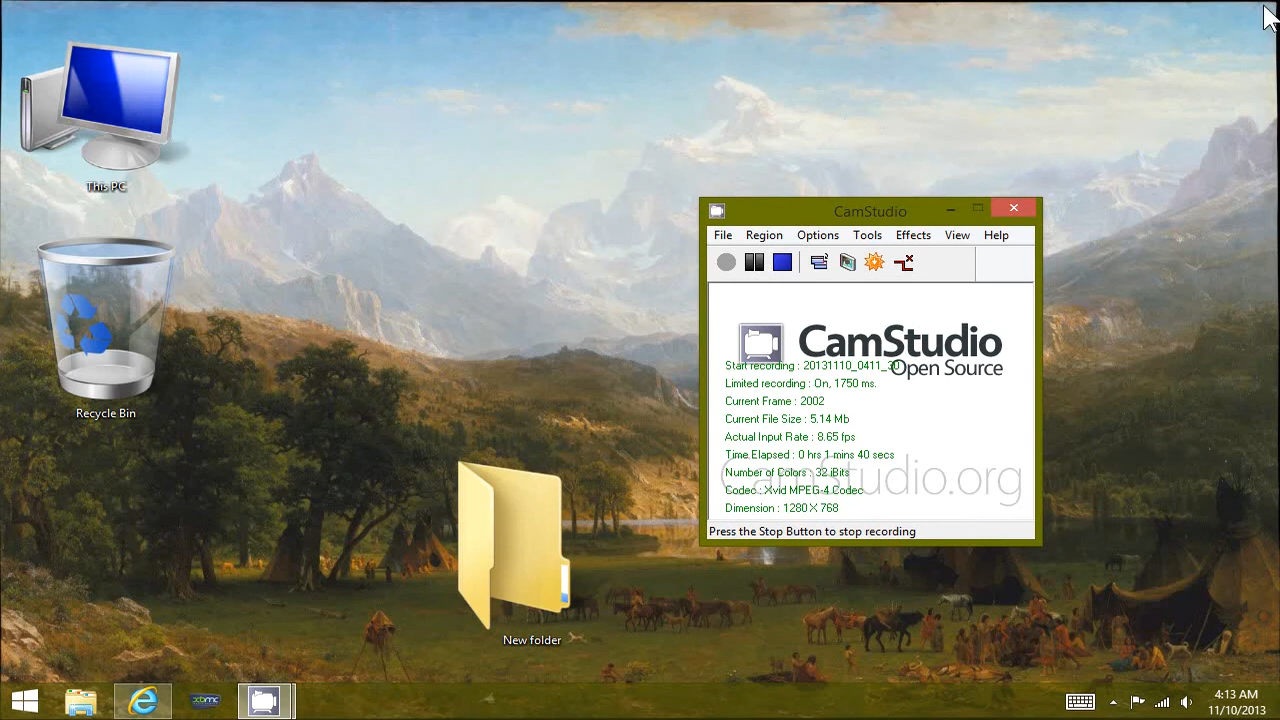 This PC
Recycle Bin
New folder
CamStudio
File Region Options Tools Effects View Help
CamStudio
Open Source
Start recording : 20131110_0411_30
Limited recording : On, 1750 ms.
Current Frame : 2002
Current File Size : 5.14 Mb
Actual Input Rate : 8.65 fps
Time Elapsed : 0 hrs 1 mins 40 secs
CamStudio.org
Number of Colors : 32 iBits
Codec : Xvid MPEG-4 Codec
Dimension : 1280 X 768
Press the Stop Button to stop recording
xbmc
4:13 AM
11/10/2013